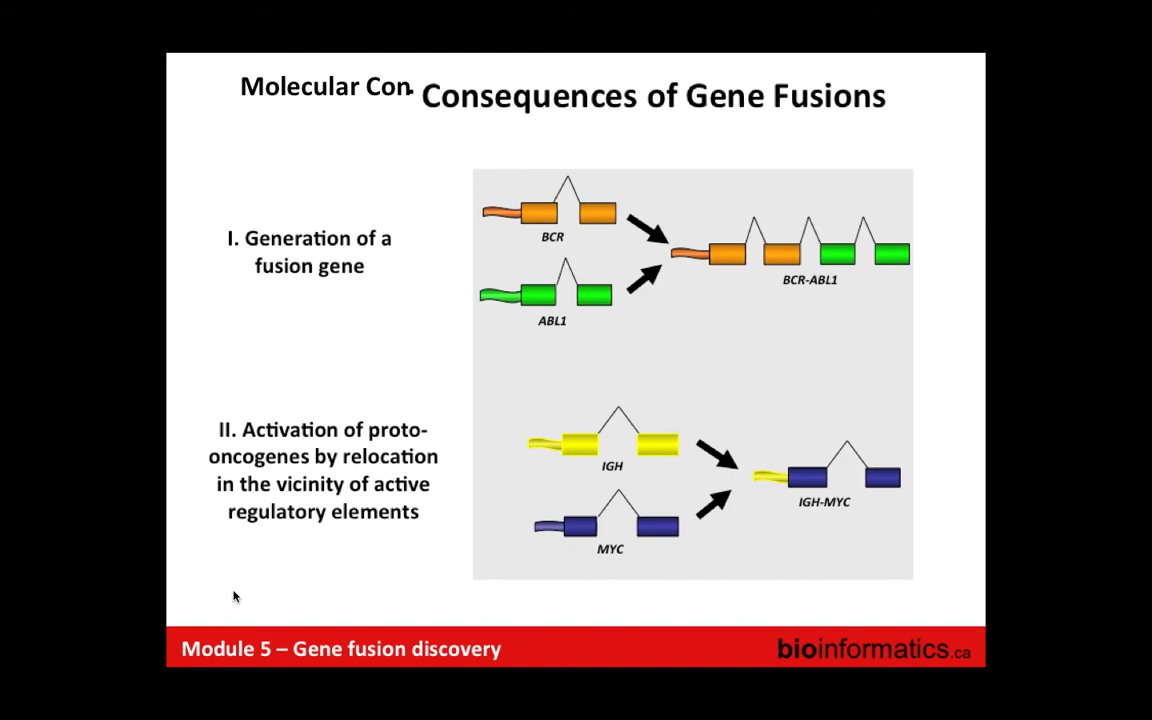 Molecular Con. Consequences of Gene Fusions
I. Generation of a
fusion gene
BCR
ABL1
BCR-ABL1
II. Activation of proto-
oncogenes by relocation
in the vicinity of active
regulatory elements
IGH
MYC
IGH-MYC
Module 5 – Gene fusion discovery
bioinformatics.ca